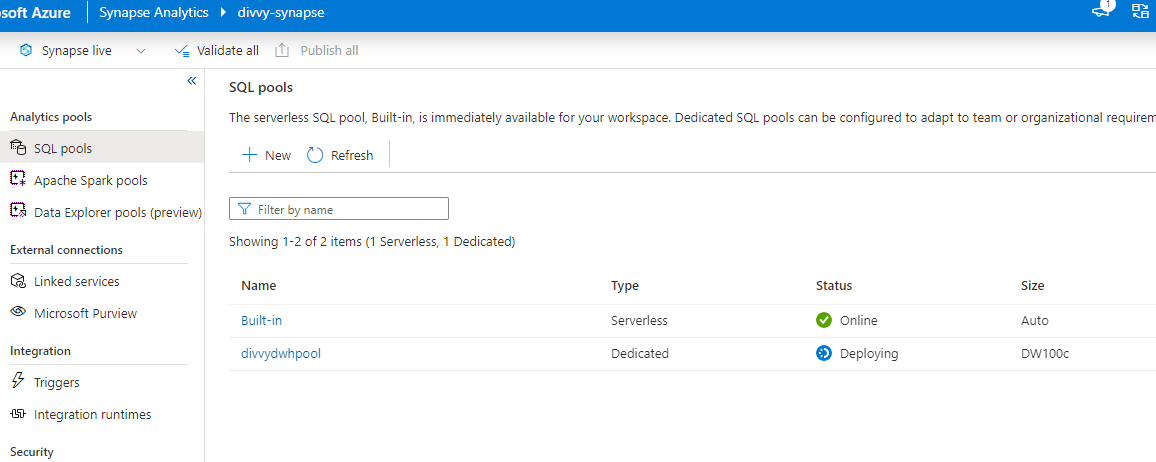 osoft Azure Synapse Analytics divvy-synapse 1
Synapse live Validate all Publish all
Analytics pools
SQL pools
Apache Spark pools
Data Explorer pools (preview)
External connections
Linked services
Microsoft Purview
Integration
Triggers
Integration runtimes
Security
SQL pools
The serverless SQL pool, Built-in, is immediately available for your workspace. Dedicated SQL pools can be configured to adapt to team or organizational requirem
New Refresh
Filter by name
Showing 1-2 of 2 items (1 Serverless, 1 Dedicated)
Name Type Status Size
Built-in Serverless Online Auto
divvydwhpool Dedicated Deploying DW100c